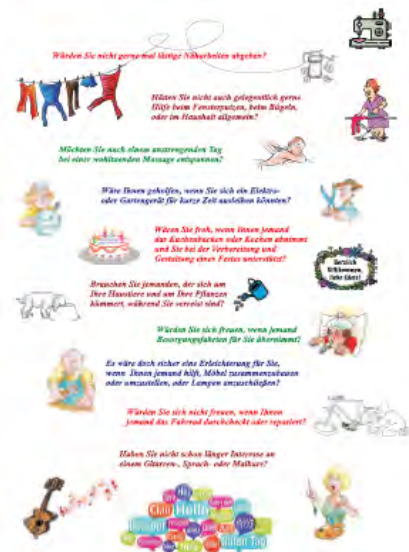 Würden Sie nicht gerne mal lästige Näharbeiten abgeben?
Hätten Sie nicht auch gelegentlich gerne
Hilfe beim Fensterputzen, beim Bügeln,
oder im Haushalt allgemein?
Möchten Sie nach einem anstrengenden Tag
bei einer wohltuenden Massage entspannen?
Wäre Ihnen geholfen, wenn Sie sich ein Elektro-
oder Gartengerät für kurze Zeit ausleihen könnten?
Wären Sie froh, wenn Ihnen jemand
das Kuchenbacken oder Kochen abnimmt
und Sie bei der Vorbereitung und
Gestaltung eines Festes unterstützt?
Herzlich
Willkommen,
liebe Gäste!
Brauchen Sie jemanden, der sich um
Ihre Haustiere und um Ihre Pflanzen
kümmert, während Sie verreist sind?
Würden Sie sich freuen, wenn jemand
Besorgungsfahrten für Sie übernimmt?
Es wäre doch sicher eine Erleichterung für Sie,
wenn Ihnen jemand hilft, Möbel zusammenzubauen
oder umzustellen, oder Lampen anzuschließen?
Würden Sie sich nicht freuen, wenn Ihnen
jemand das Fahrrad durchcheckt oder repariert?
Haben Sie nicht schon länger Interesse an
einem Gitarren-, Sprach- oder Malkurs?
Ciao Hello
Bonjour
Guten Tag